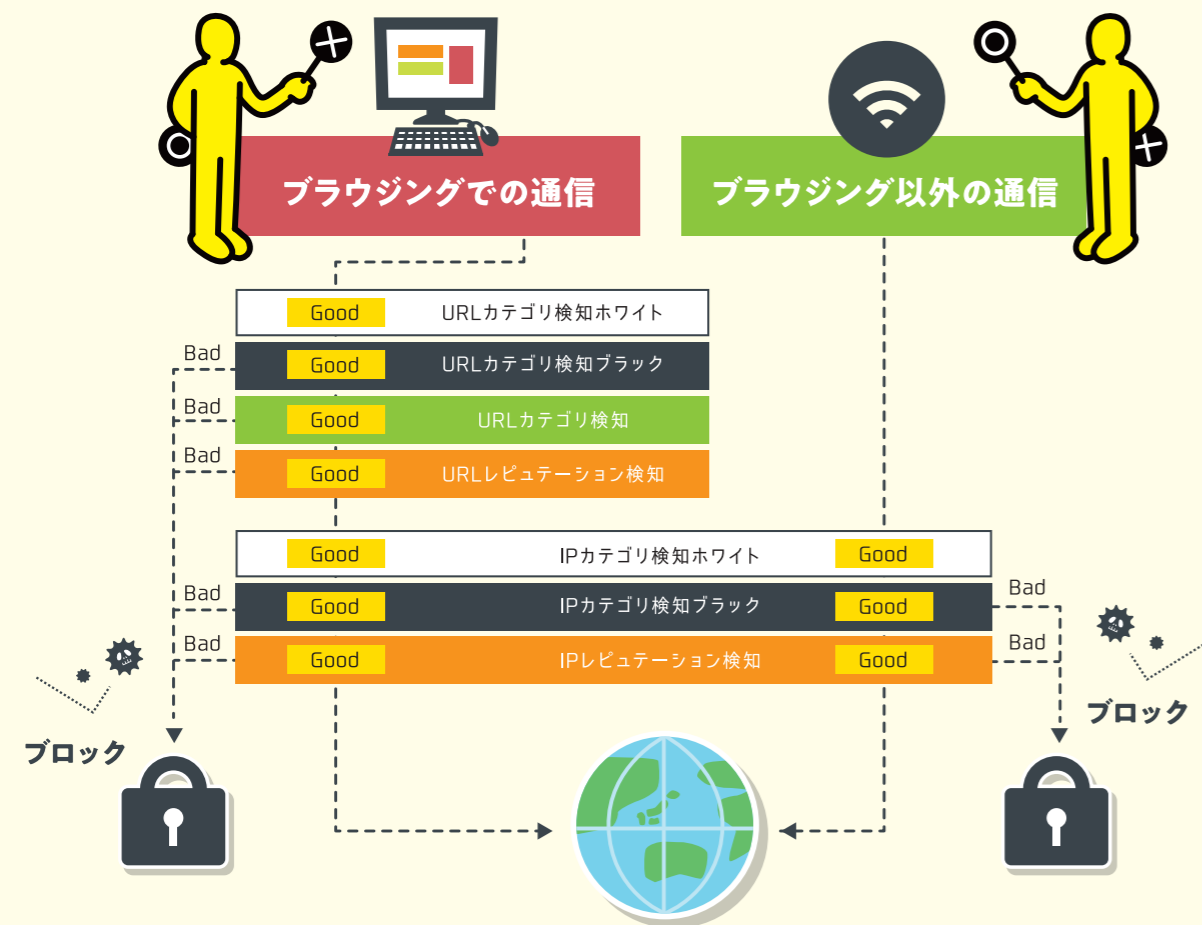 ブラウジングでの通信
ブラウジング以外の通信
Good URLカテゴリ検知ホワイト
Bad Good URLカテゴリ検知ブラック
Bad Good URLカテゴリ検知
Bad Good URLレピュテーション検知
Good IPカテゴリ検知ホワイト Good
Bad Good IPカテゴリ検知ブラック Good Bad
Bad Good IPレピュテーション検知 Good Bad
ブロック
ブロック